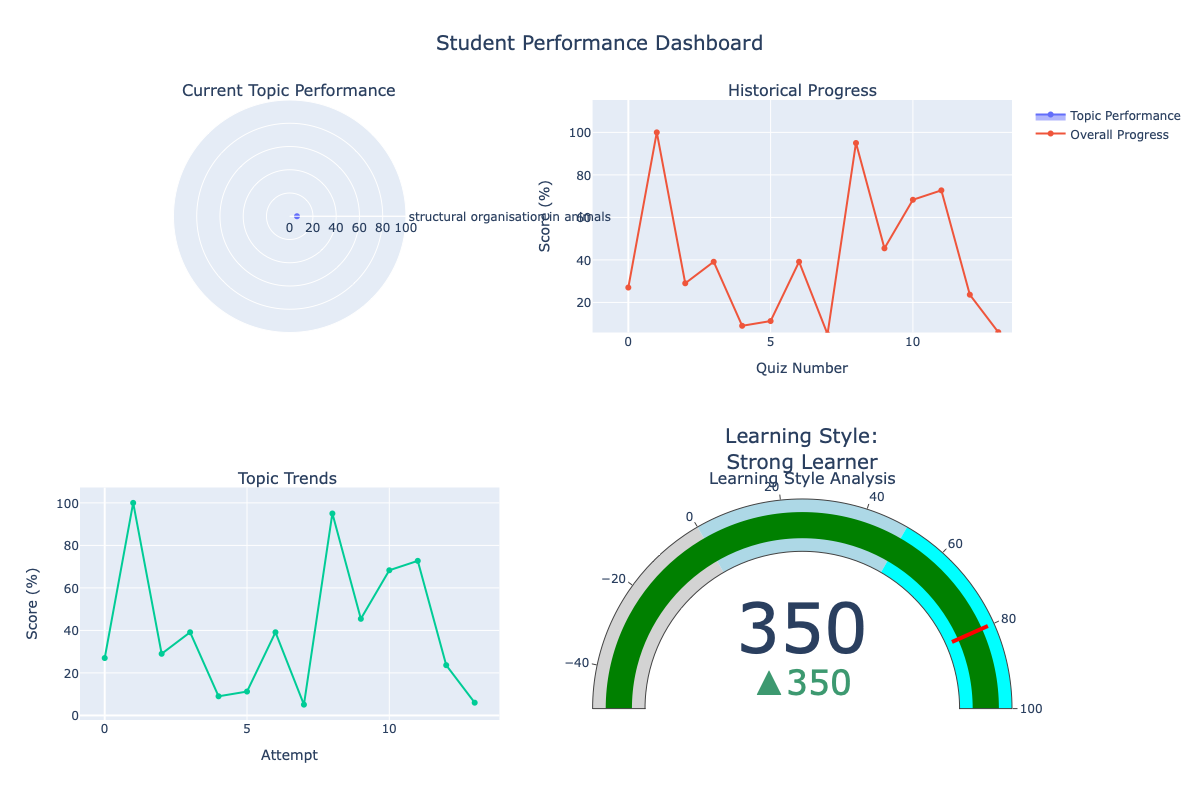 Student Performance Dashboard
Current Topic Performance
structural organisation in animals
0 20 40 60 80 100
Historical Progress
Score (%)
100
80
60
40
20
0 5 10
Quiz Number
Topic Performance
Overall Progress
Topic Trends
Score (%)
100
80
60
40
20
0
0 5 10
Attempt
Learning Style:
Strong Learner
Learning Style Analysis
−40
−20
0
20
40
60
80
100
350
▲350